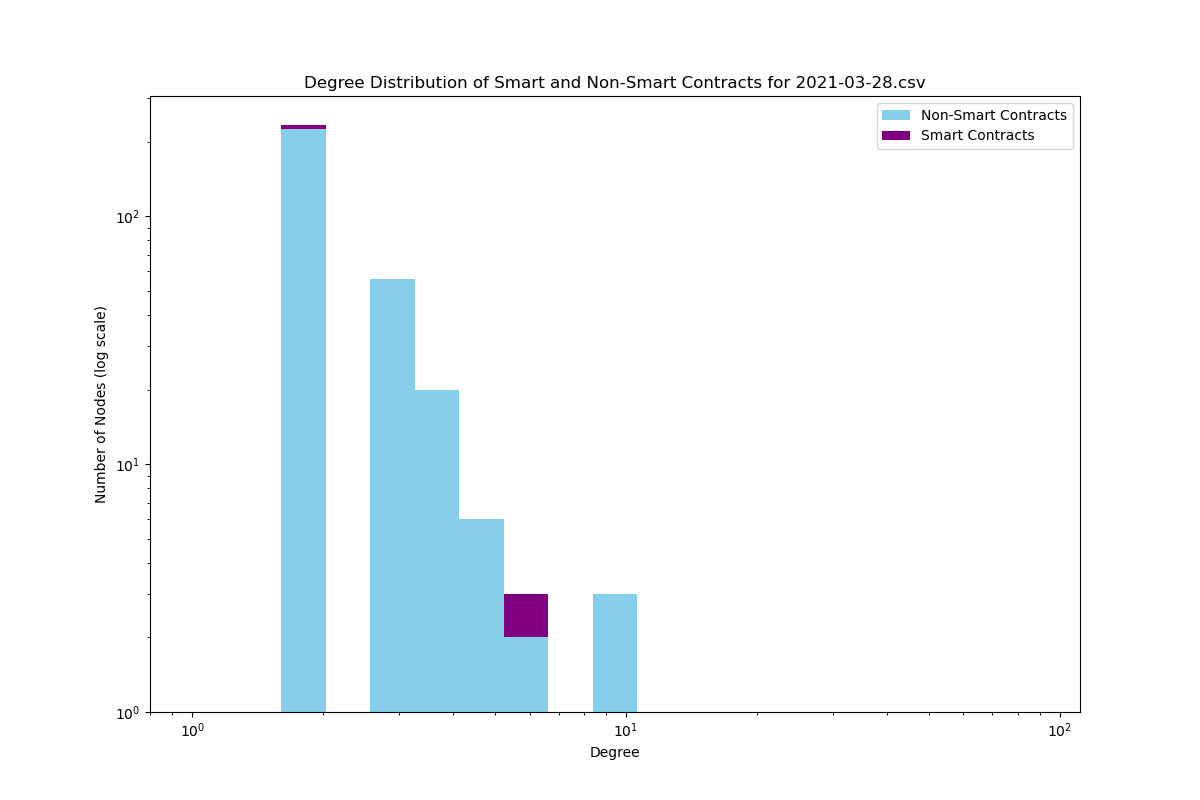 Degree Distribution of Smart and Non-Smart Contracts for 2021-03-28.csv
Non-Smart Contracts
Smart Contracts
Number of Nodes (log scale)
10²
10¹
10⁰
10⁰ 10¹ 10²
Degree